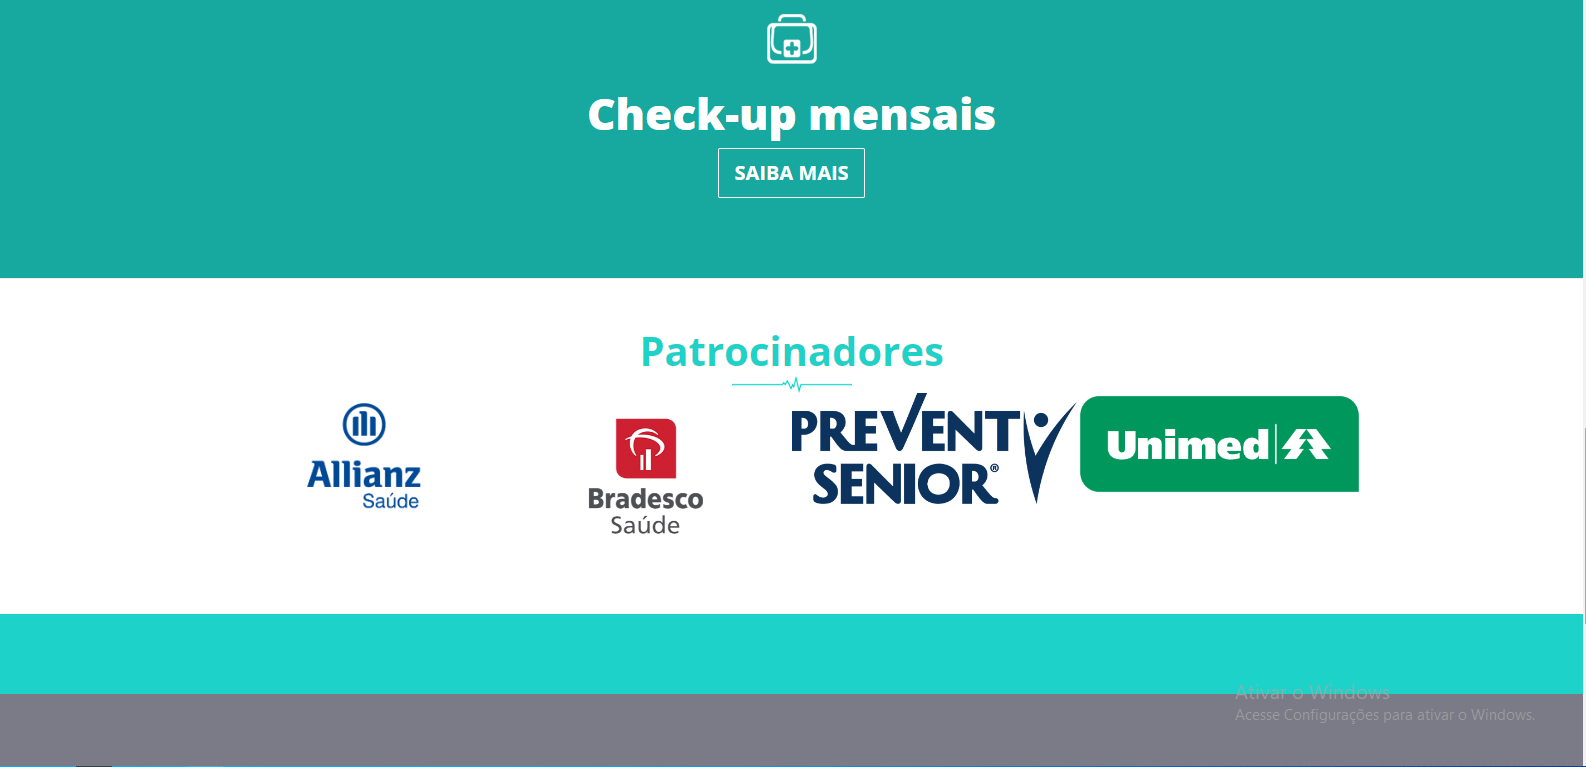 Check-up mensais
SAIBA MAIS
Patrocinadores
Allianz
Saúde
Bradesco
Saúde
PREVENT
SENIOR®
Unimed
Ativar o Windows
Acesse Configurações para ativar o Windows.